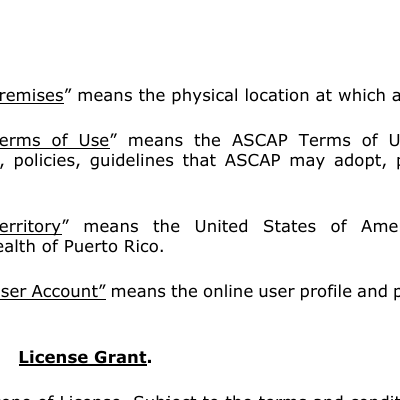 remises” means the physical location at which a
erms of Use” means the ASCAP Terms of U
, policies, guidelines that ASCAP may adopt, p
erritory” means the United States of Ame
ealth of Puerto Rico.
ser Account” means the online user profile and p
License Grant.